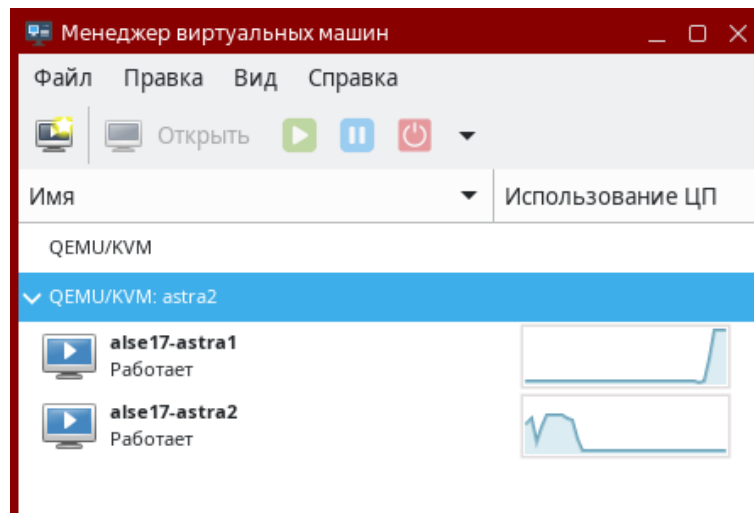 Менеджер виртуальных машин
Файл Правка Вид Справка
Открыть
Имя Использование ЦП
QEMU/KVM
QEMU/KVM: astra2
alse17-astra1
Работает
alse17-astra2
Работает